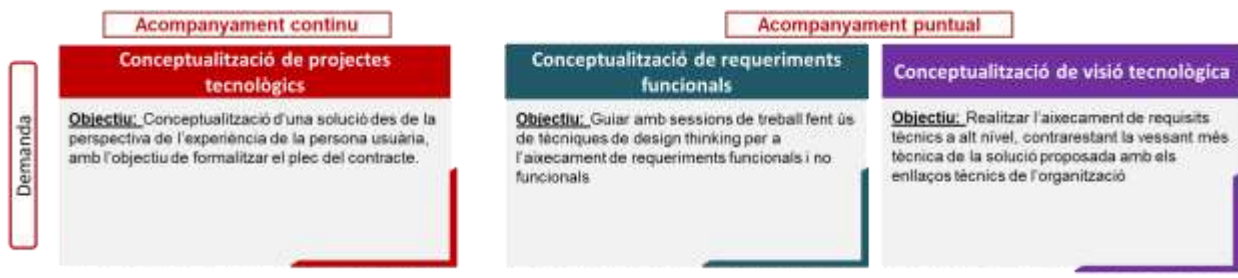 Acompanyament continu
Acompanyament puntual
Demanda
Conceptualització de projectes
tecnològics
Objectiu: Conceptualització d'una solució des de la
perspectiva de l'experiència de la persona usuària,
amb l'objectiu de formalitzar el plec del contracte.
Conceptualització de requeriments
funcionals
Objectiu: Guiar amb sessions de treball fent ús
de tècniques de design thinking per a
l'aixecament de requeriments funcionals i no
funcionals
Conceptualització de visió tecnològica
Objectiu: Realitzar l'aixecament de requisits
tècnics a alt nivell, contrarestant la vessant més
tècnica de la solució proposada amb els
enllaços tècnics de l'organització